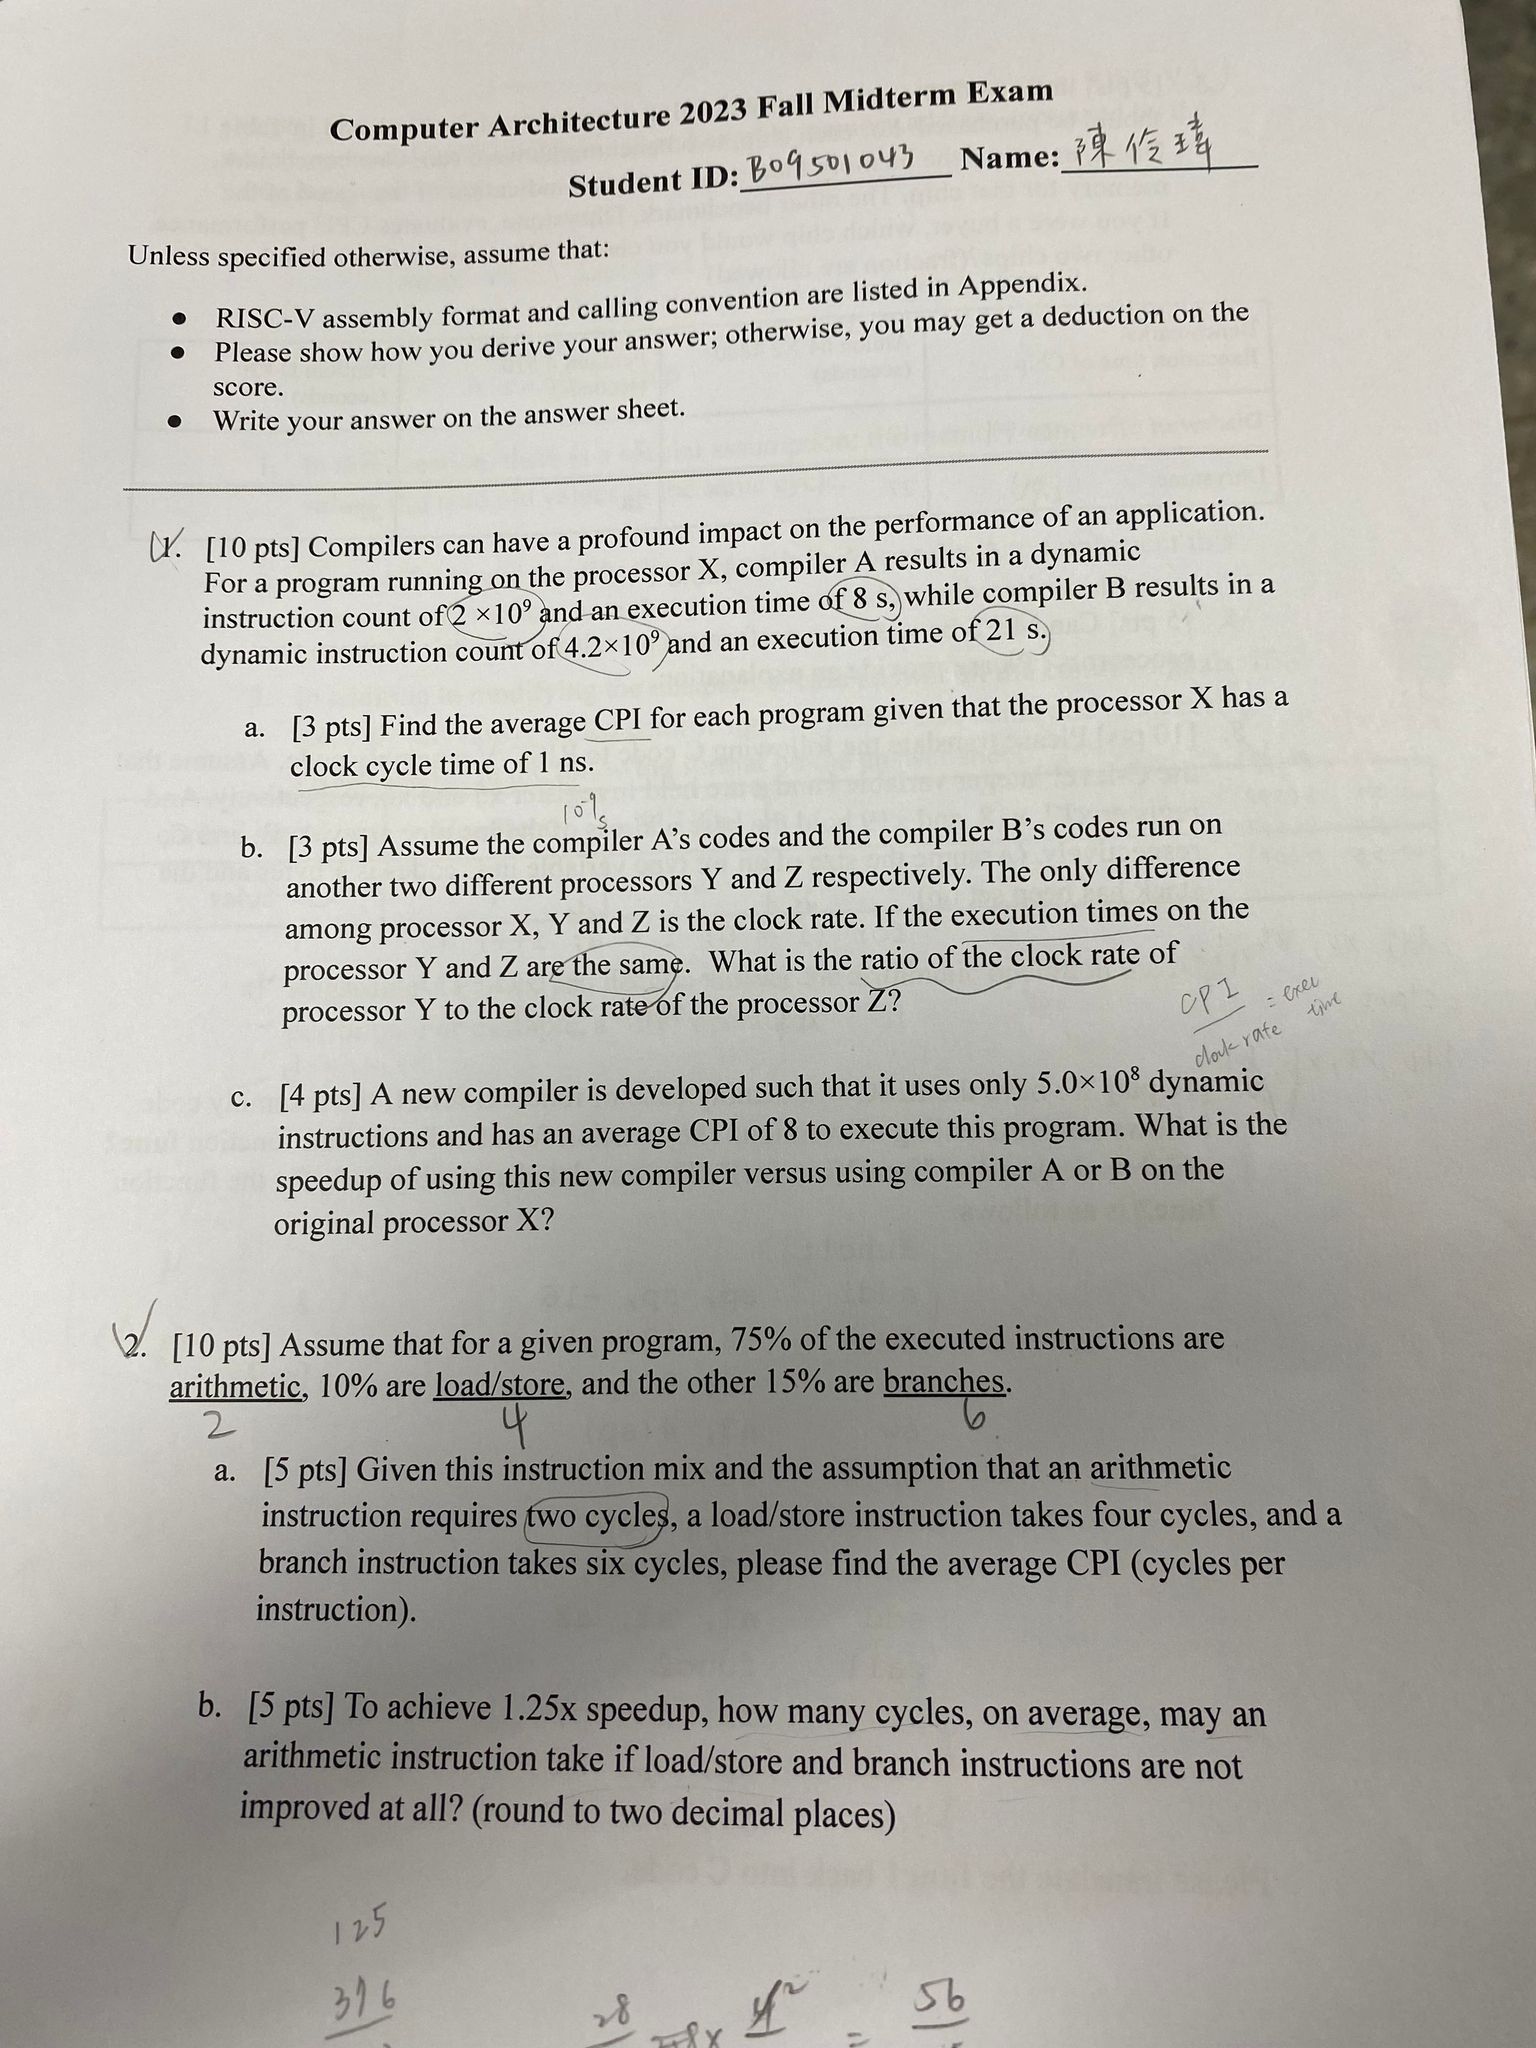 Computer Architecture 2023 Fall Midterm Exam
Student ID: B09501043 Name: 陳伶瑋
Unless specified otherwise, assume that:
● RISC-V assembly format and calling convention are listed in Appendix.
● Please show how you derive your answer; otherwise, you may get a deduction on the
score.
● Write your answer on the answer sheet.
1. [10 pts] Compilers can have a profound impact on the performance of an application.
For a program running on the processor X, compiler A results in a dynamic
instruction count of 2 ×10⁹ and an execution time of 8 s, while compiler B results in a
dynamic instruction count of 4.2×10⁹ and an execution time of 21 s.
a. [3 pts] Find the average CPI for each program given that the processor X has a
clock cycle time of 1 ns.
10⁻⁹ s
b. [3 pts] Assume the compiler A's codes and the compiler B's codes run on
another two different processors Y and Z respectively. The only difference
among processor X, Y and Z is the clock rate. If the execution times on the
processor Y and Z are the same. What is the ratio of the clock rate of
processor Y to the clock rate of the processor Z?
CPI = exec
clock rate time
c. [4 pts] A new compiler is developed such that it uses only 5.0×10⁸ dynamic
instructions and has an average CPI of 8 to execute this program. What is the
speedup of using this new compiler versus using compiler A or B on the
original processor X?
2. [10 pts] Assume that for a given program, 75% of the executed instructions are
arithmetic, 10% are load/store, and the other 15% are branches.
2 4 6
a. [5 pts] Given this instruction mix and the assumption that an arithmetic
instruction requires two cycles, a load/store instruction takes four cycles, and a
branch instruction takes six cycles, please find the average CPI (cycles per
instruction).
b. [5 pts] To achieve 1.25x speedup, how many cycles, on average, may an
arithmetic instruction take if load/store and branch instructions are not
improved at all? (round to two decimal places)
125
376
28 = 56